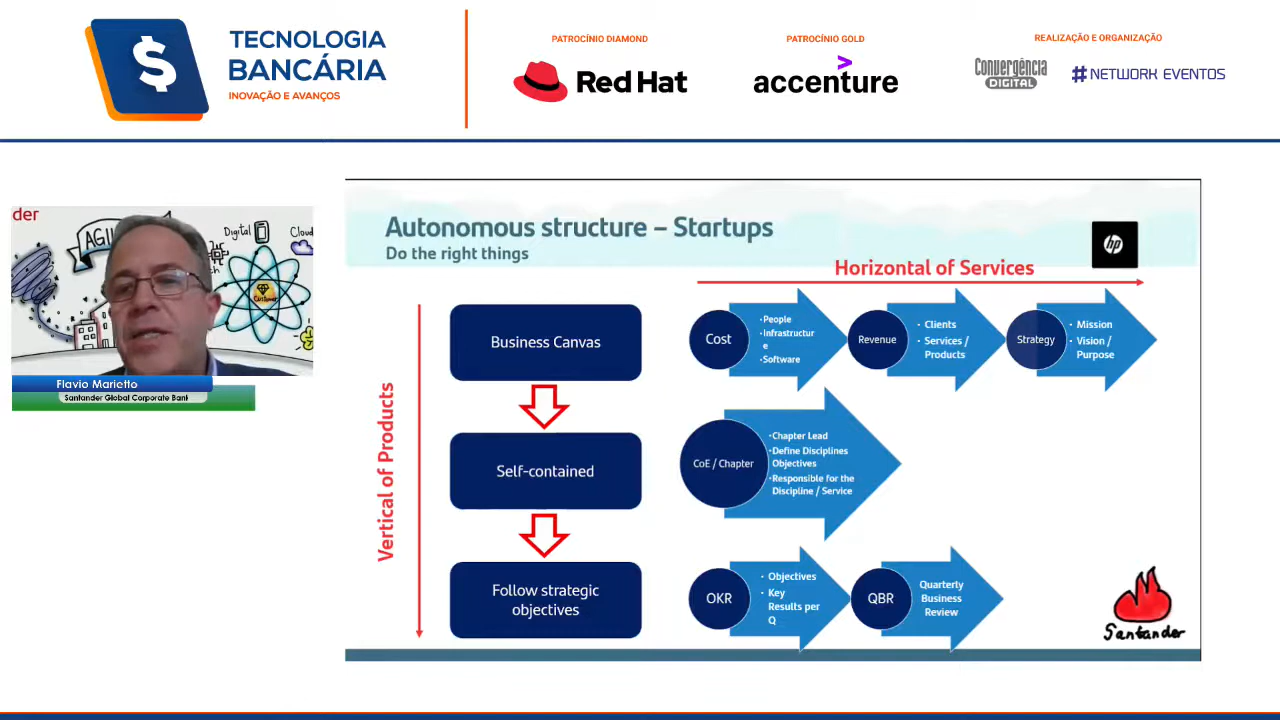 TECNOLOGIA
BANCÁRIA
INOVAÇÃO E AVANÇOS
PATROCÍNIO DIAMOND
Red Hat
PATROCÍNIO GOLD
accenture
REALIZAÇÃO E ORGANIZAÇÃO
Convergência
DIGITAL
NETWORK EVENTOS
der
AGIL
Digital
Clou
Customer
Flavio Marietto
Santander Global Corporate Bank
Autonomous structure – Startups
Do the right things
hp
Horizontal of Services
Vertical of Products
Business Canvas
Cost
·People
·Infrastructur
e
·Software
Revenue
· Clients
· Services /
Products
Strategy
· Mission
· Vision /
Purpose
Self-contained
CoE / Chapter
·Chapter Lead
·Define Disciplines
Objectives
·Responsible for the
Discipline / Service
Follow strategic
objectives
OKR
· Objectives
· Key
Results per
Q
QBR
Quarterly
Business
Review
Santander